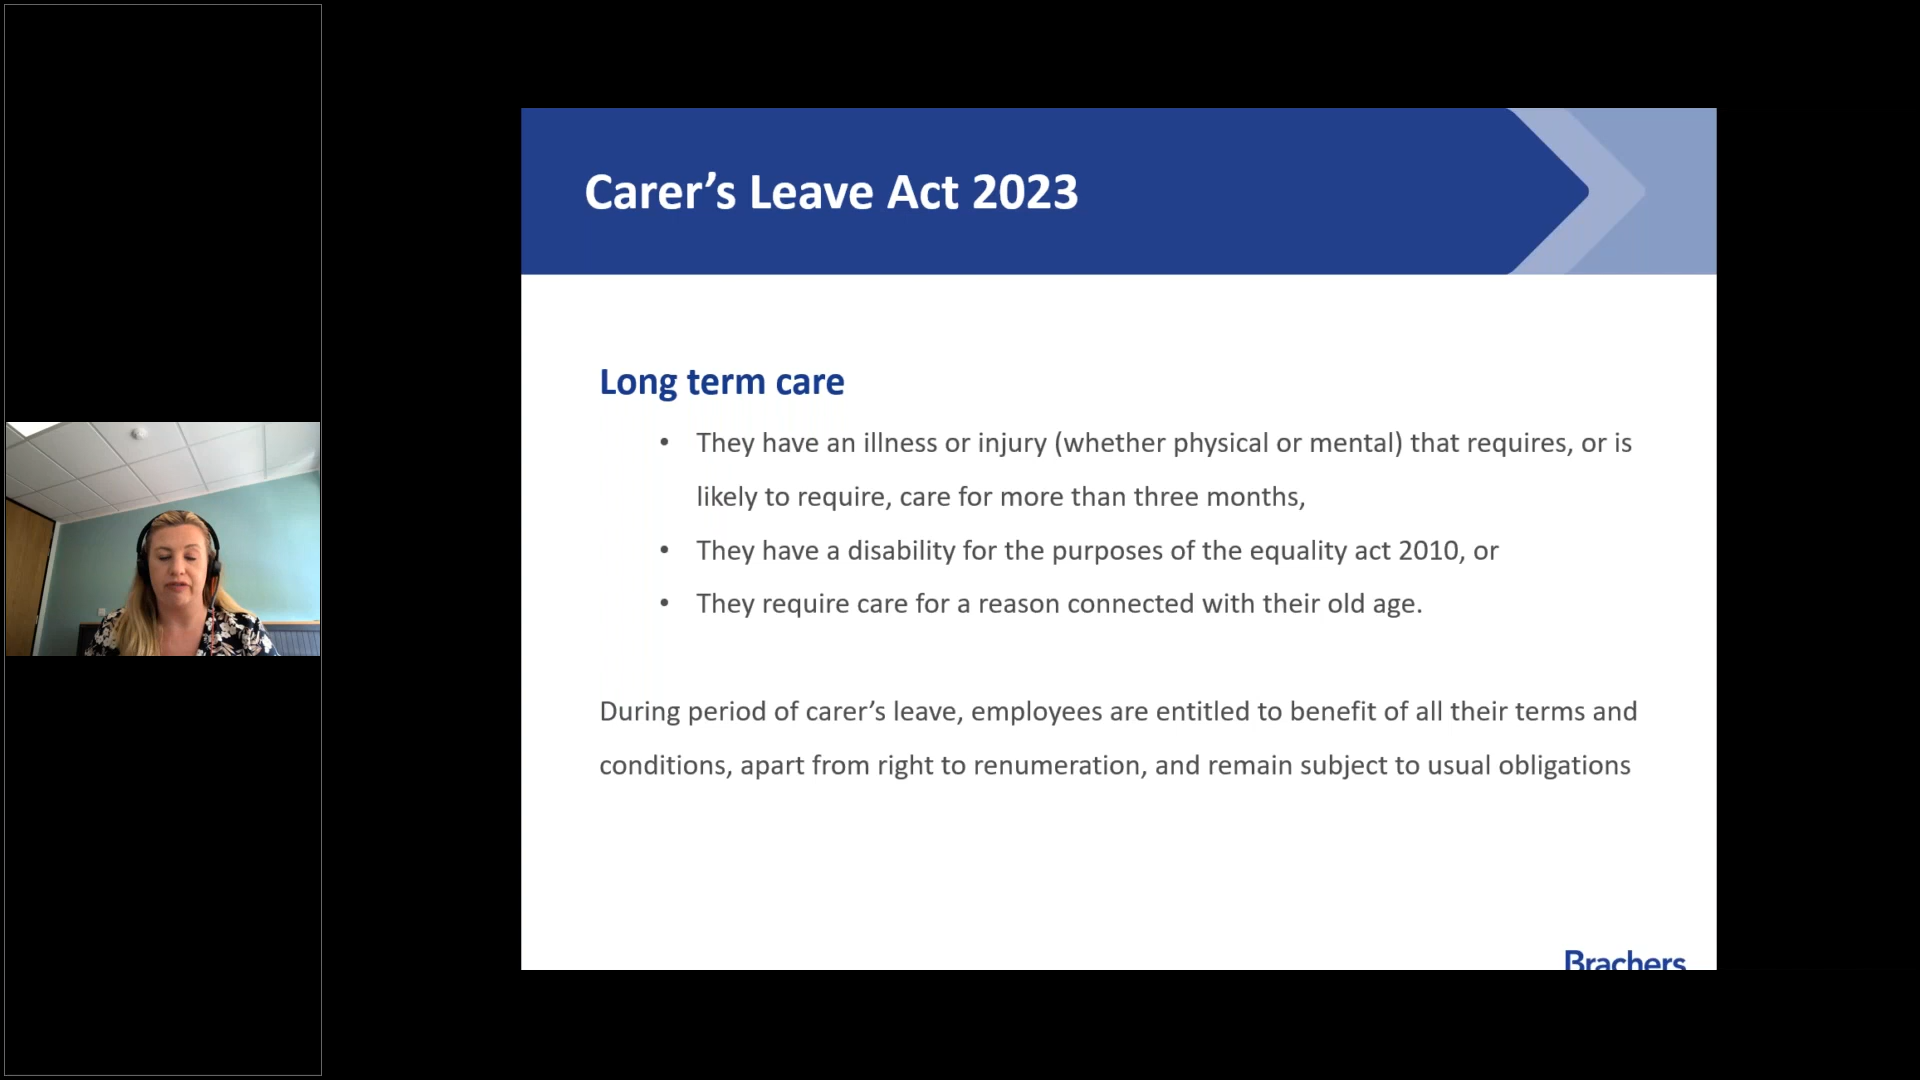 Carer’s Leave Act 2023
Long term care
• They have an illness or injury (whether physical or mental) that requires, or is
likely to require, care for more than three months,
• They have a disability for the purposes of the equality act 2010, or
• They require care for a reason connected with their old age.
During period of carer’s leave, employees are entitled to benefit of all their terms and
conditions, apart from right to renumeration, and remain subject to usual obligations
Brachers